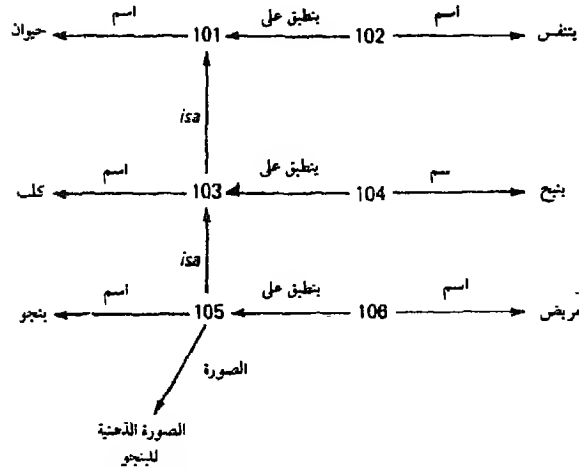 حيوان اسم 101 ينطبق على 102 اسم يتنفس
isa
كلب اسم 103 ينطبق على 104 سم ينبح
isa
بنجو اسم 105 ينطبق على 106 اسم مريض
الصورة
الصورة الذهنية
للبنجو